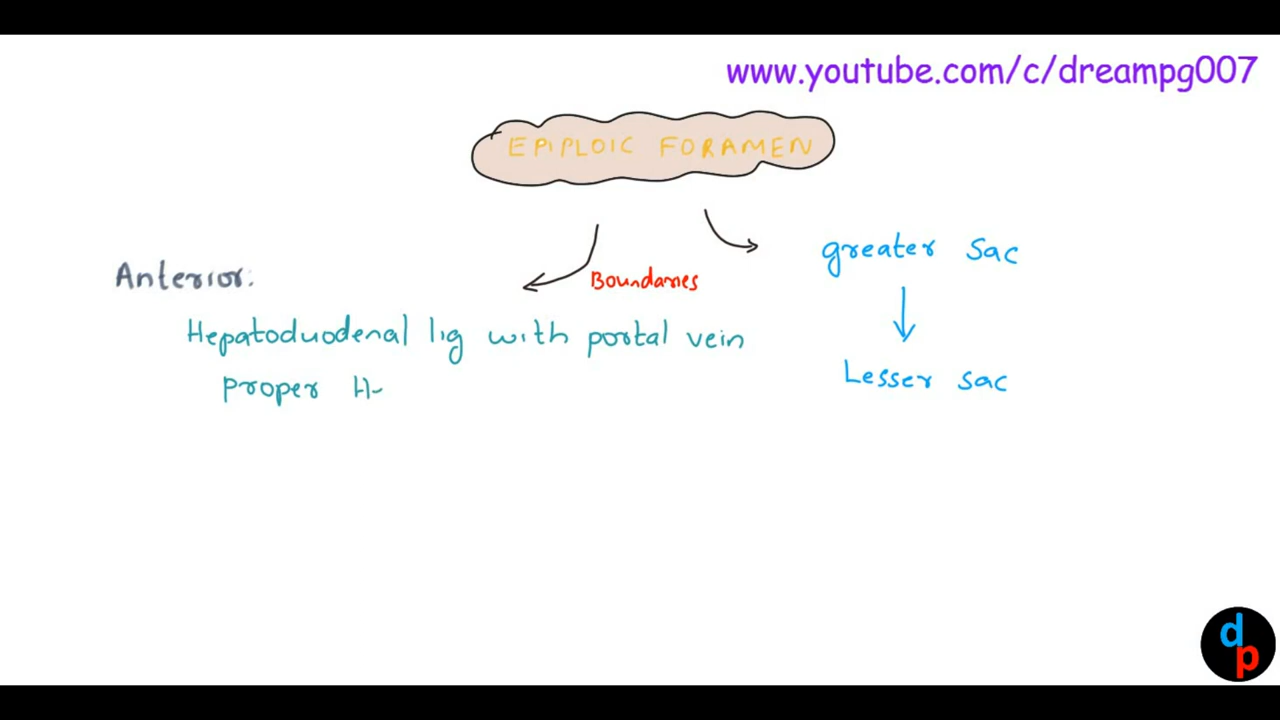 www.youtube.com/c/dreampg007
EPIPLOIC FORAMEN
Anterior:
Boundaries
Hepatoduodenal lig with portal vein
proper H
greater sac
Lesser sac
dp